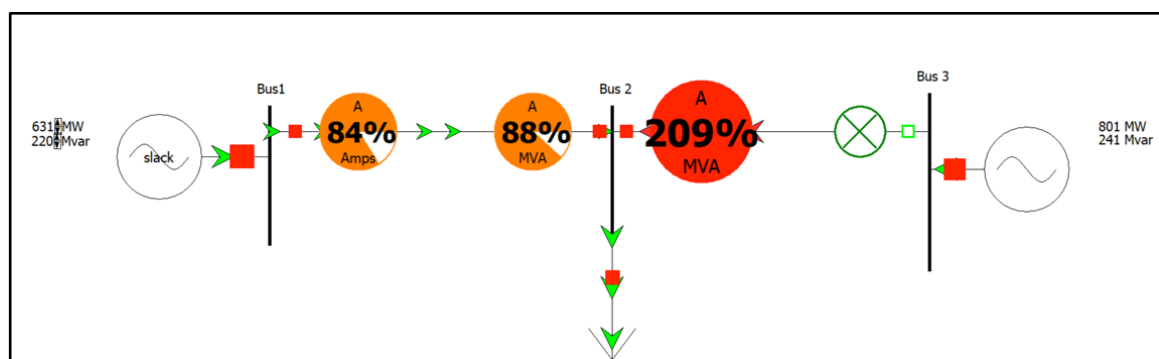 Bus1
Bus 2
Bus 3
631 MW
220 Mvar
slack
A
84%
Amps
A
88%
MVA
A
209%
MVA
801 MW
241 Mvar